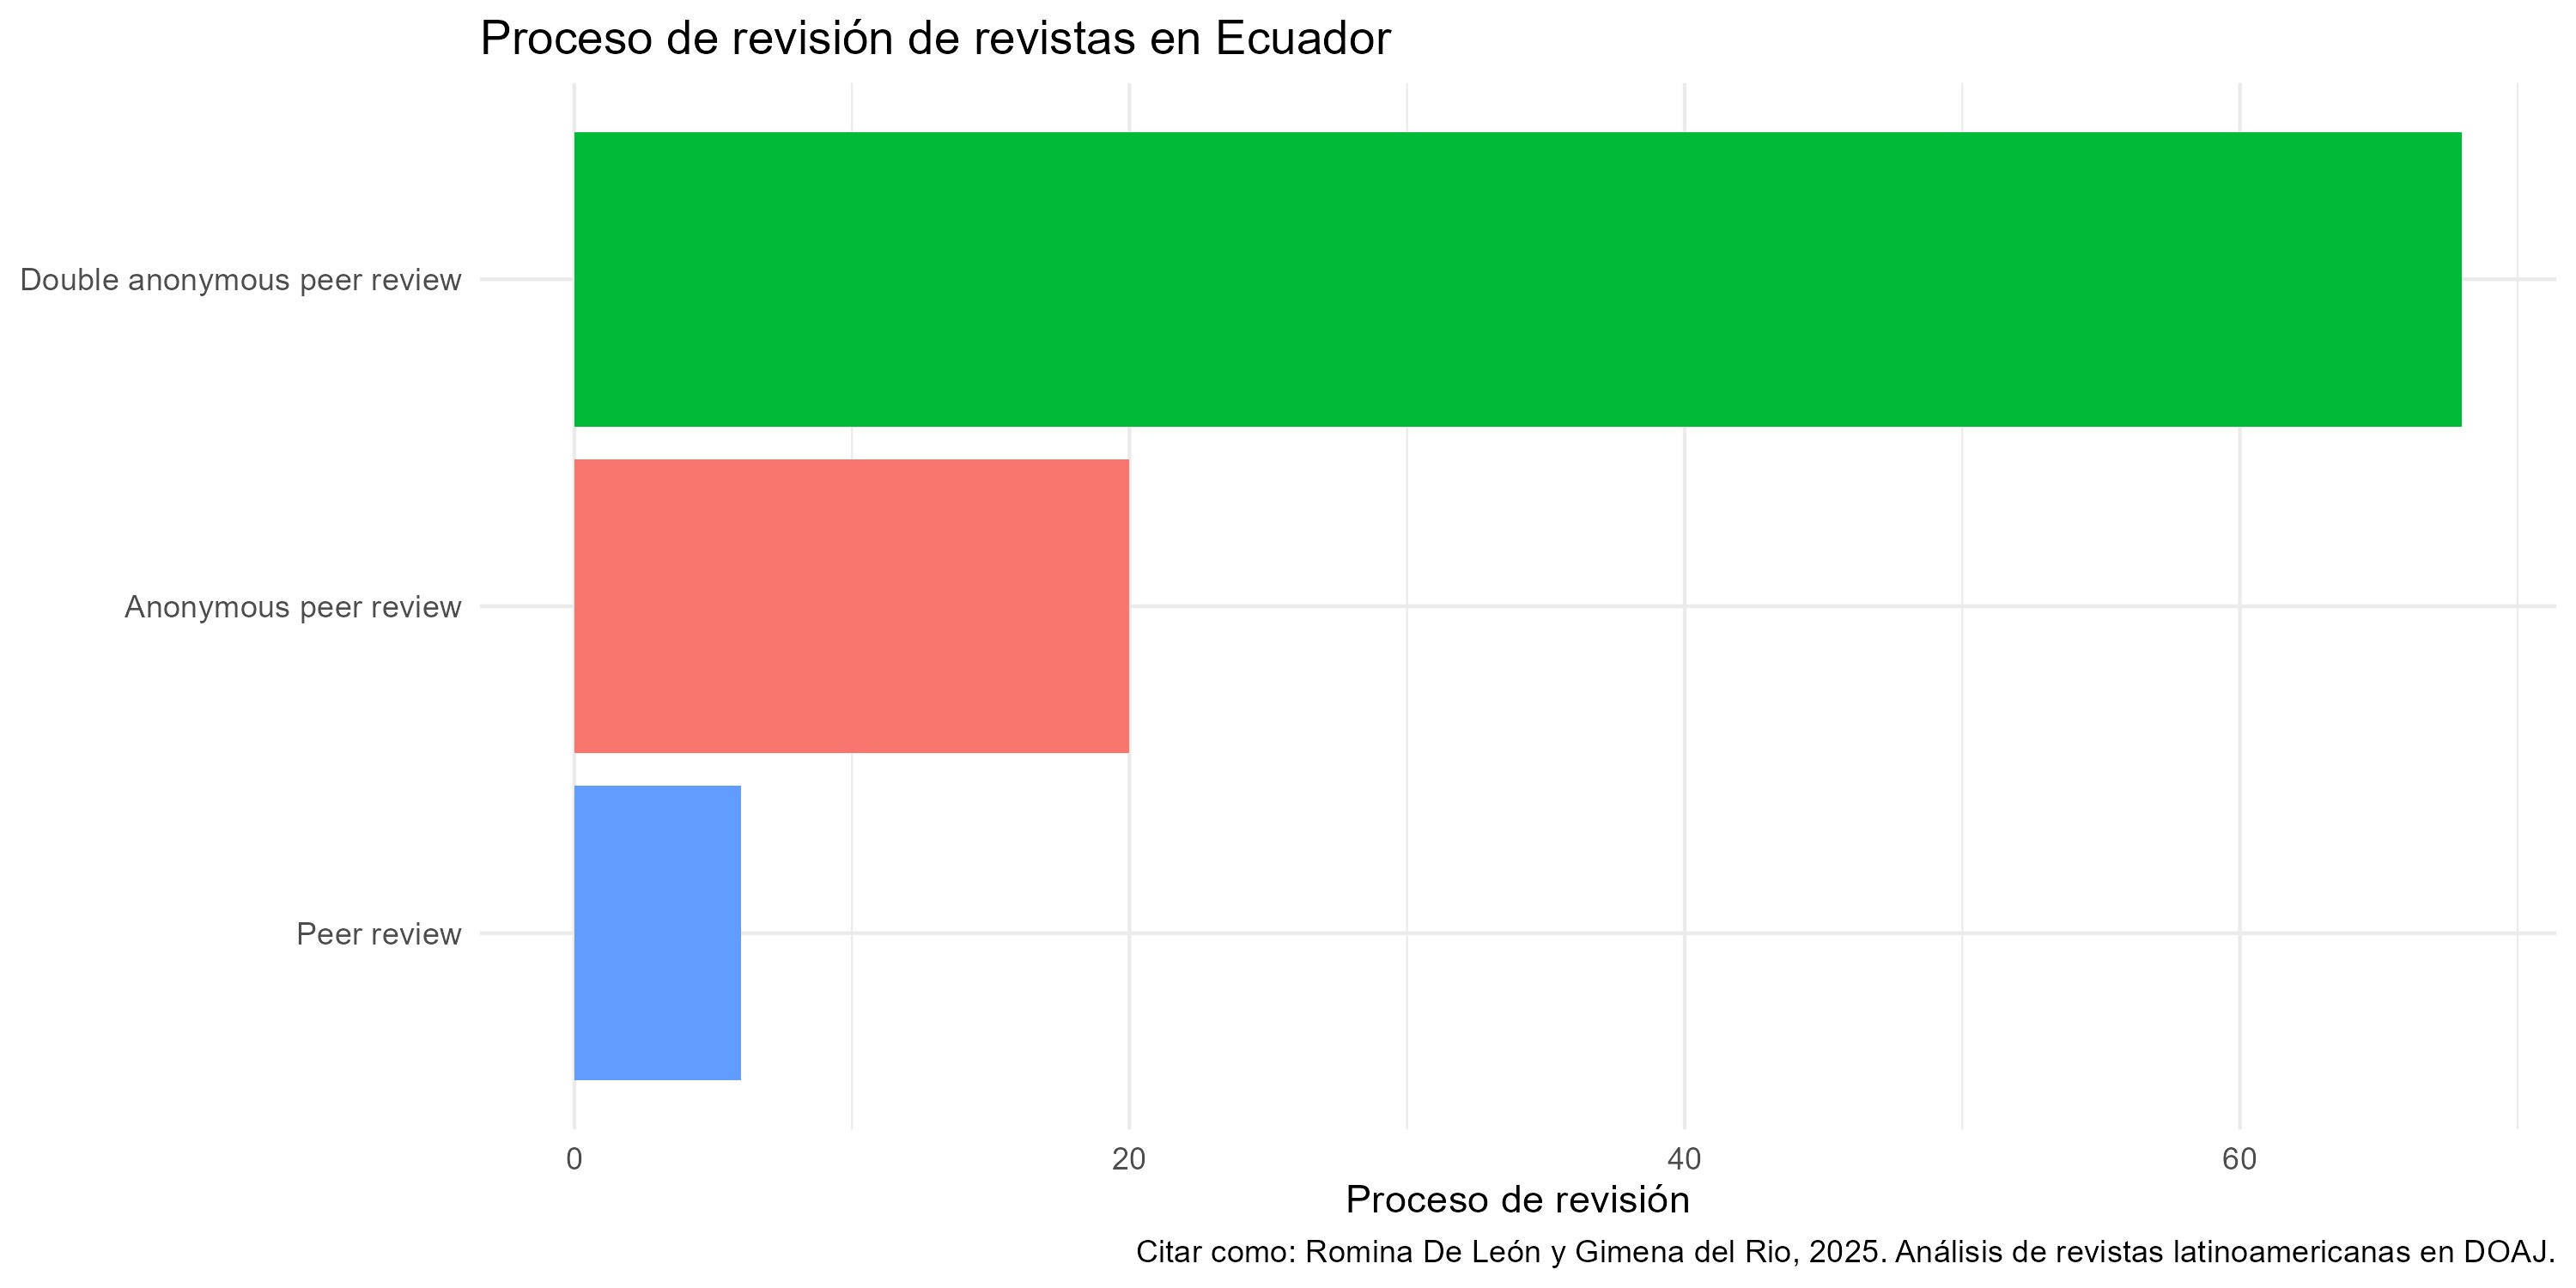 Proceso de revisión de revistas en Ecuador
Double anonymous peer review
Anonymous peer review
Peer review
0 20 40 60
Proceso de revisión
Citar como: Romina De León y Gimena del Rio, 2025. Análisis de revistas latinoamericanas en DOAJ.